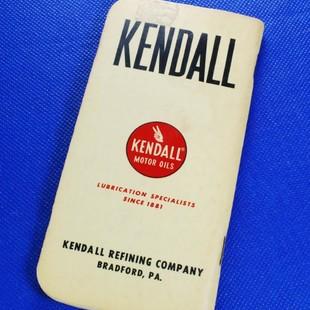 KENDALL
KENDALL®
MOTOR OILS
LUBRICATION SPECIALISTS
SINCE 1881
KENDALL REFINING COMPANY
BRADFORD, PA.